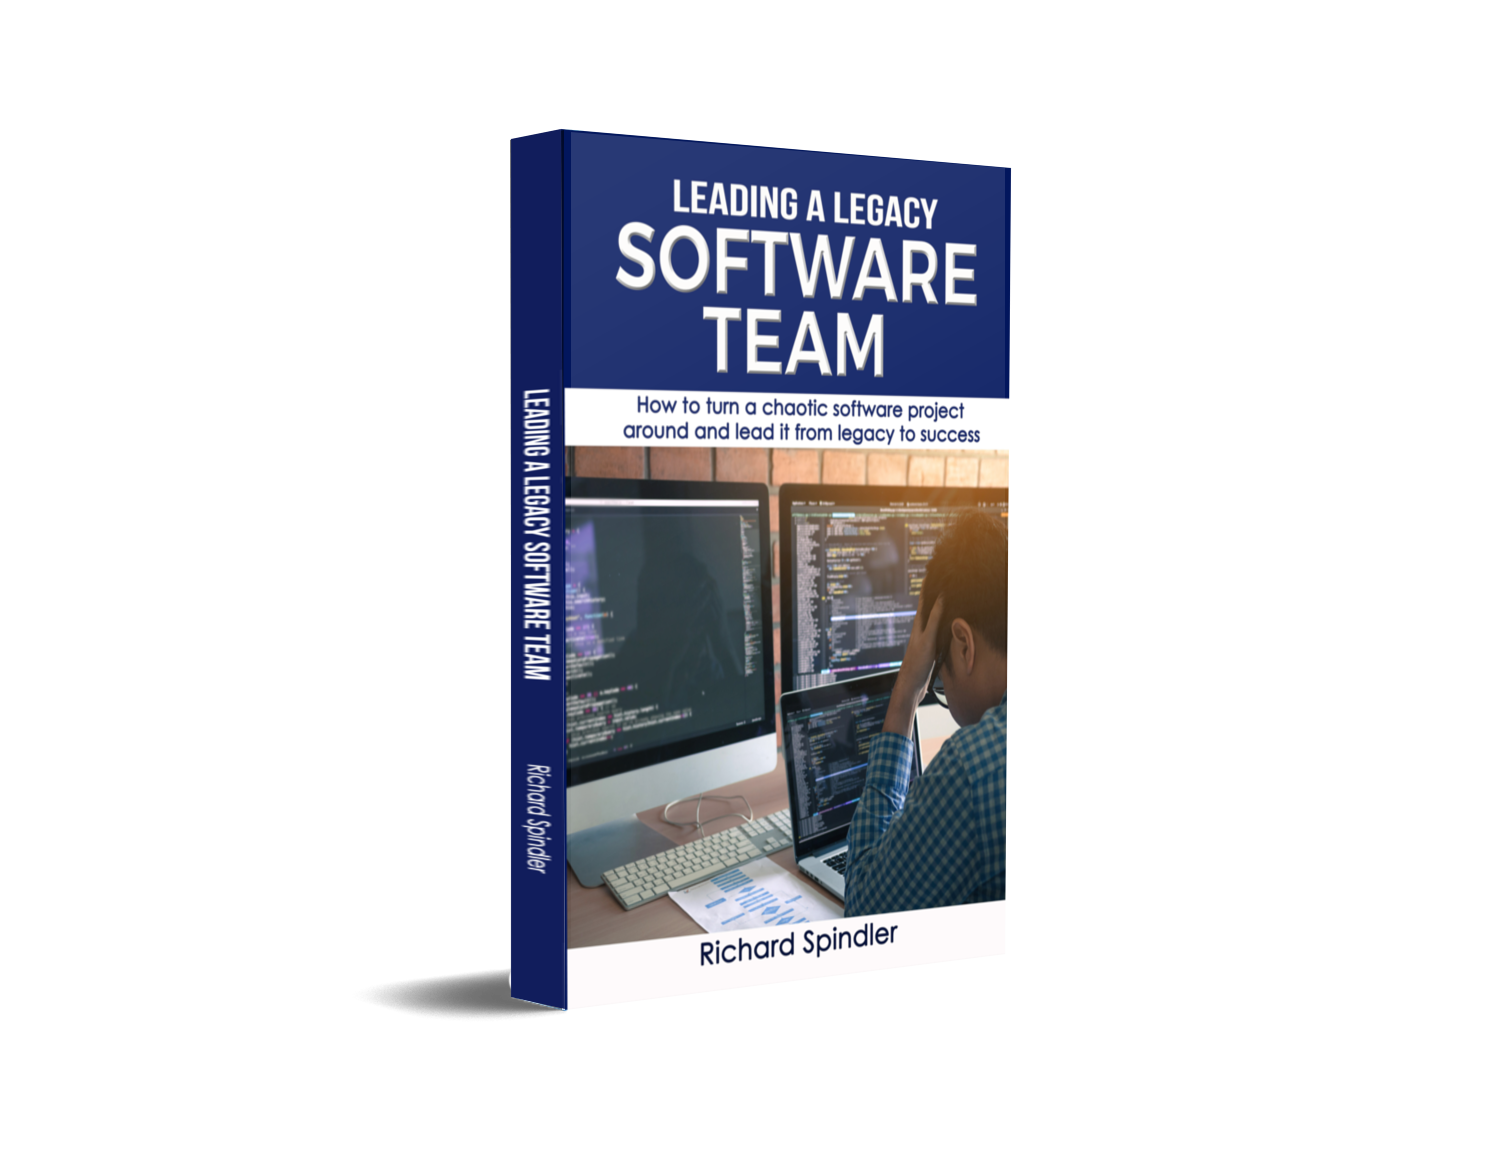 LEADING A LEGACY
SOFTWARE
TEAM
How to turn a chaotic software project
around and lead it from legacy to success
Richard Spindler
LEADING A LEGACY SOFTWARE TEAM
Richard Spindler